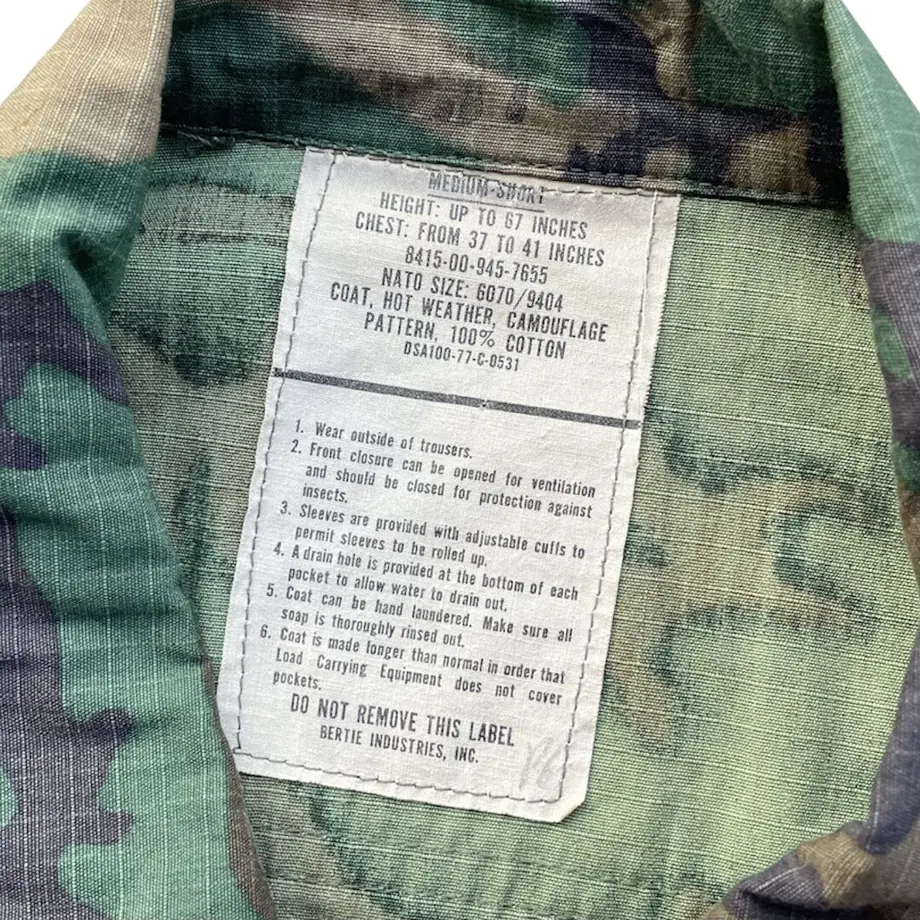 MEDIUM-SHORT
HEIGHT: UP TO 67 INCHES
CHEST: FROM 37 TO 41 INCHES
8415-00-945-7655
NATO SIZE: 6070/9404
COAT, HOT WEATHER, CAMOUFLAGE
PATTERN, 100% COTTON
DSA100-77-C-0531
1. Wear outside of trousers.
2. Front closure can be opened for ventilation
and should be closed for protection against
insects.
3. Sleeves are provided with adjustable cuffs to
permit sleeves to be rolled up.
4. A drain hole is provided at the bottom of each
pocket to allow water to drain out.
5. Coat can be hand laundered. Make sure all
soap is thoroughly rinsed out.
6. Coat is made longer than normal in order that
Load Carrying Equipment does not cover
pockets.
DO NOT REMOVE THIS LABEL
BERTIE INDUSTRIES, INC.